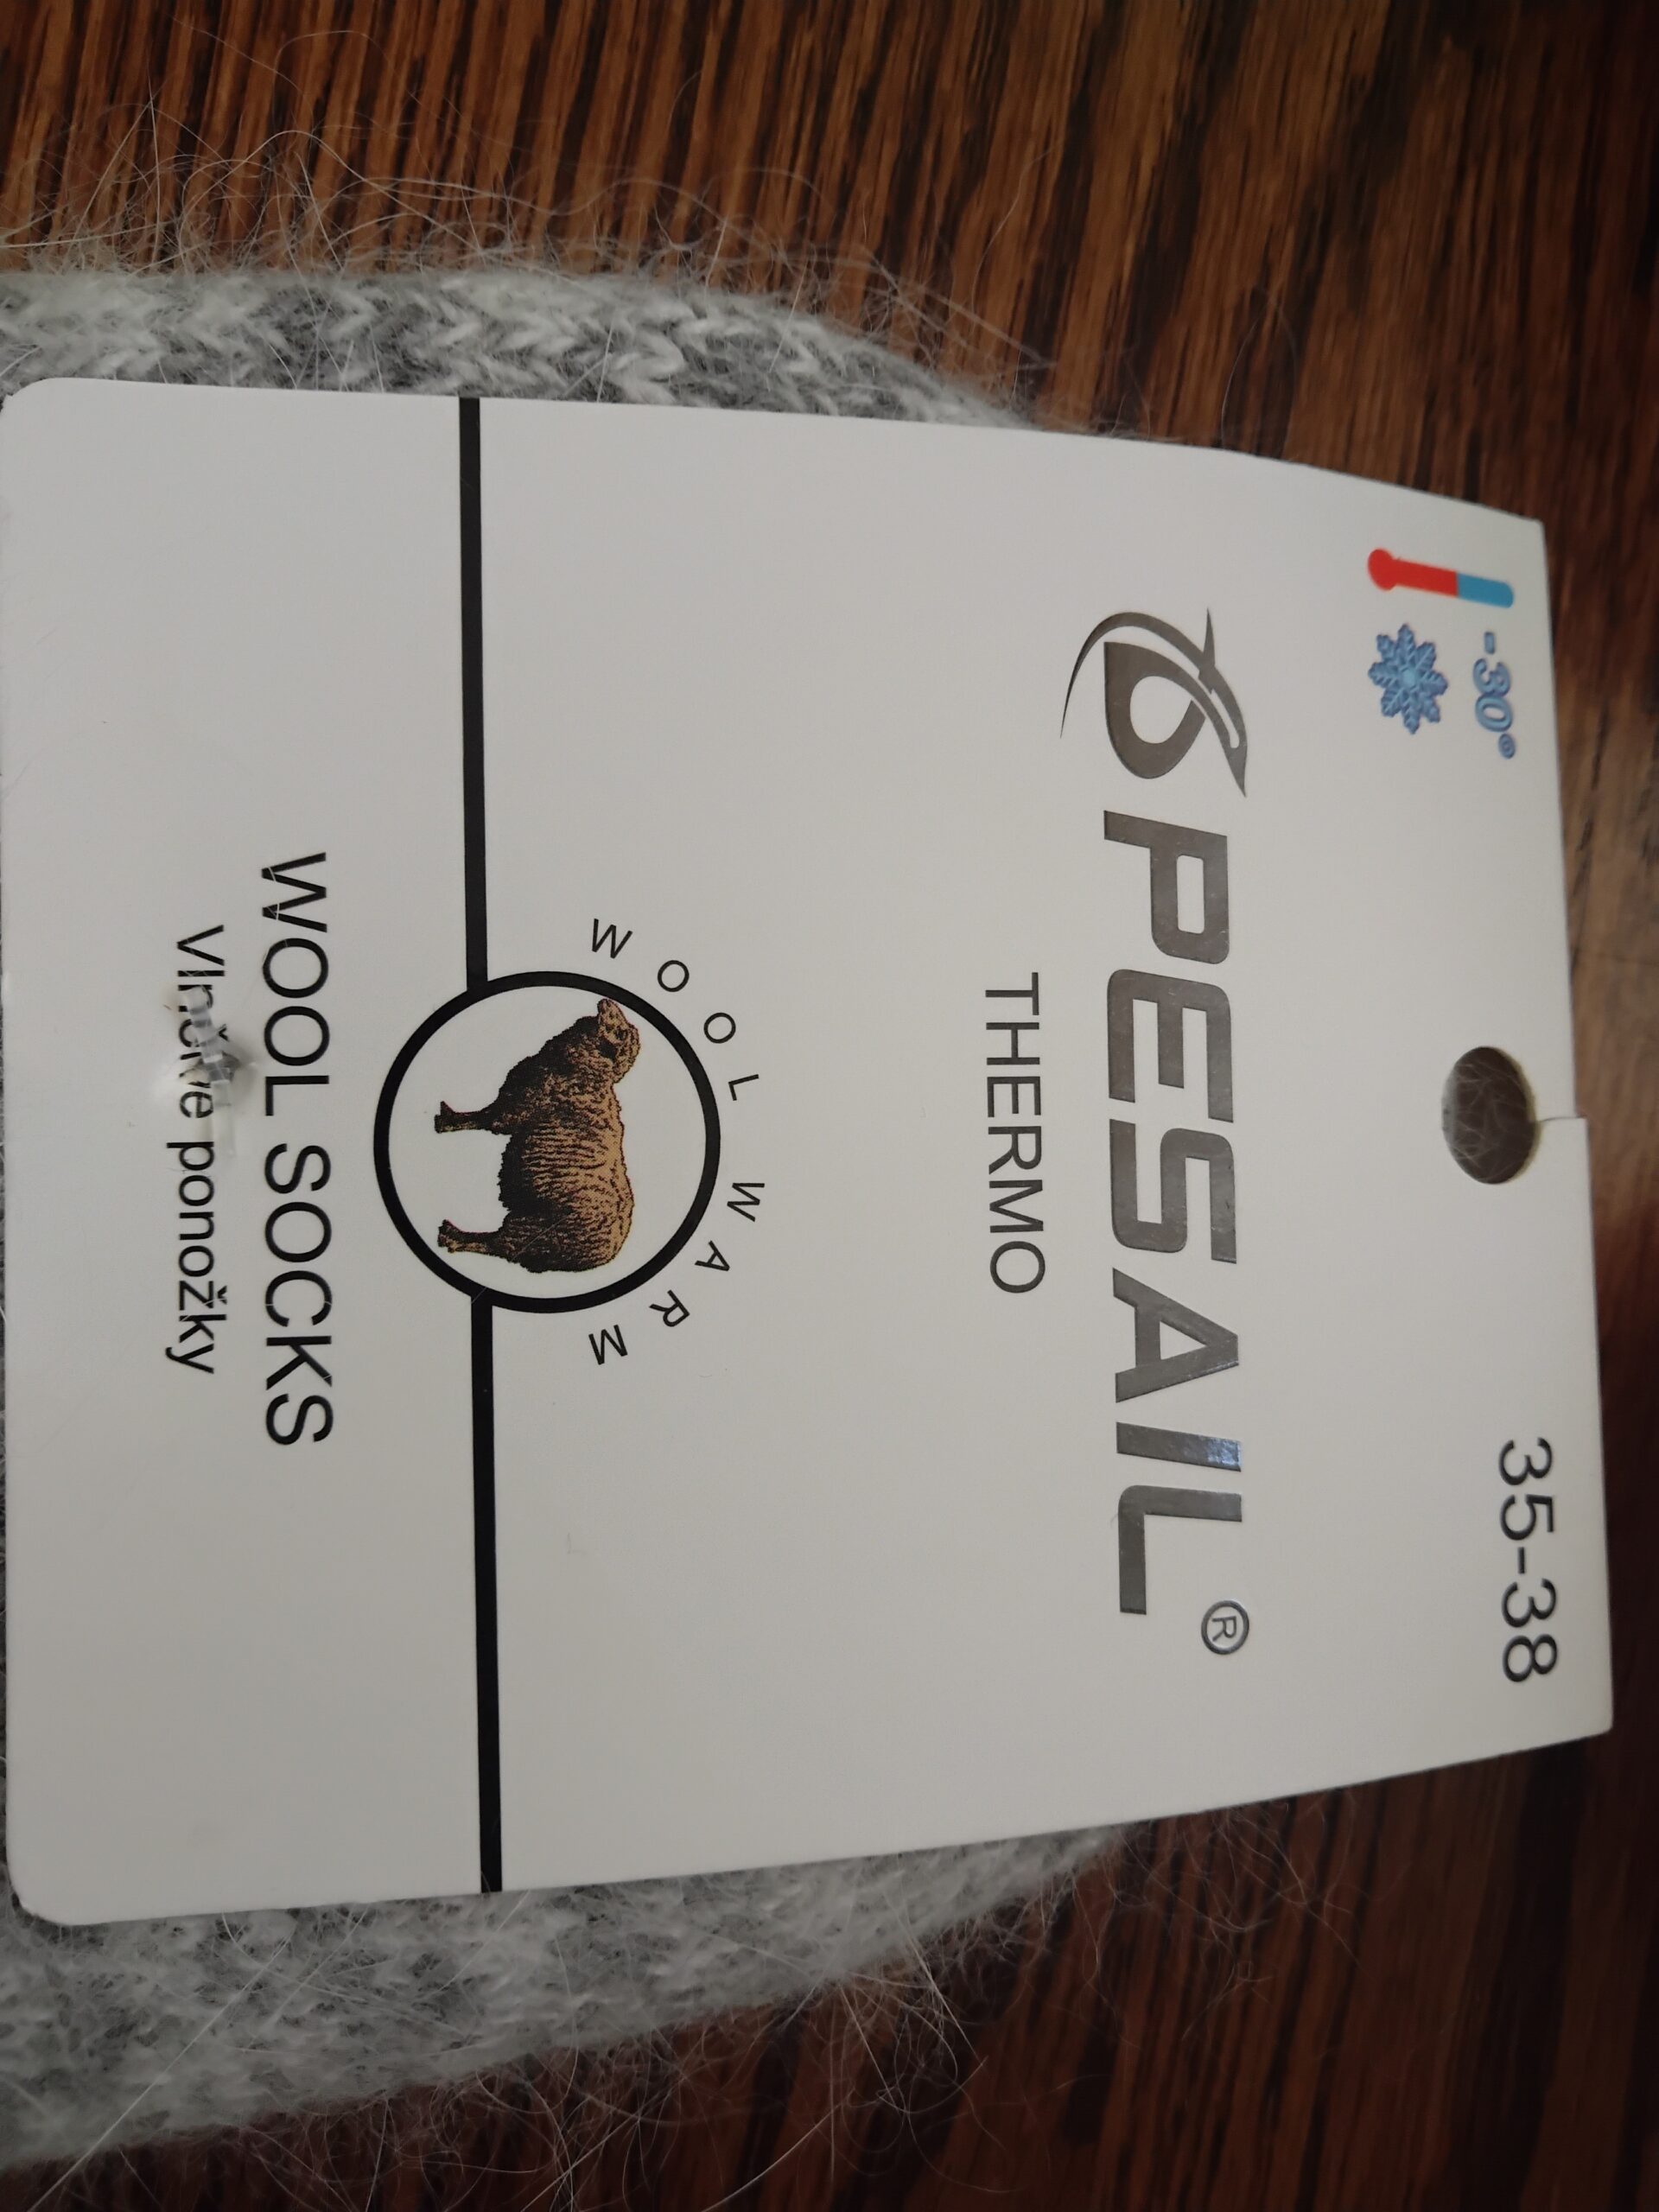 -30°
35-38
PESAIL®
THERMO
WOOL WARM
WOOL SOCKS
ponožky